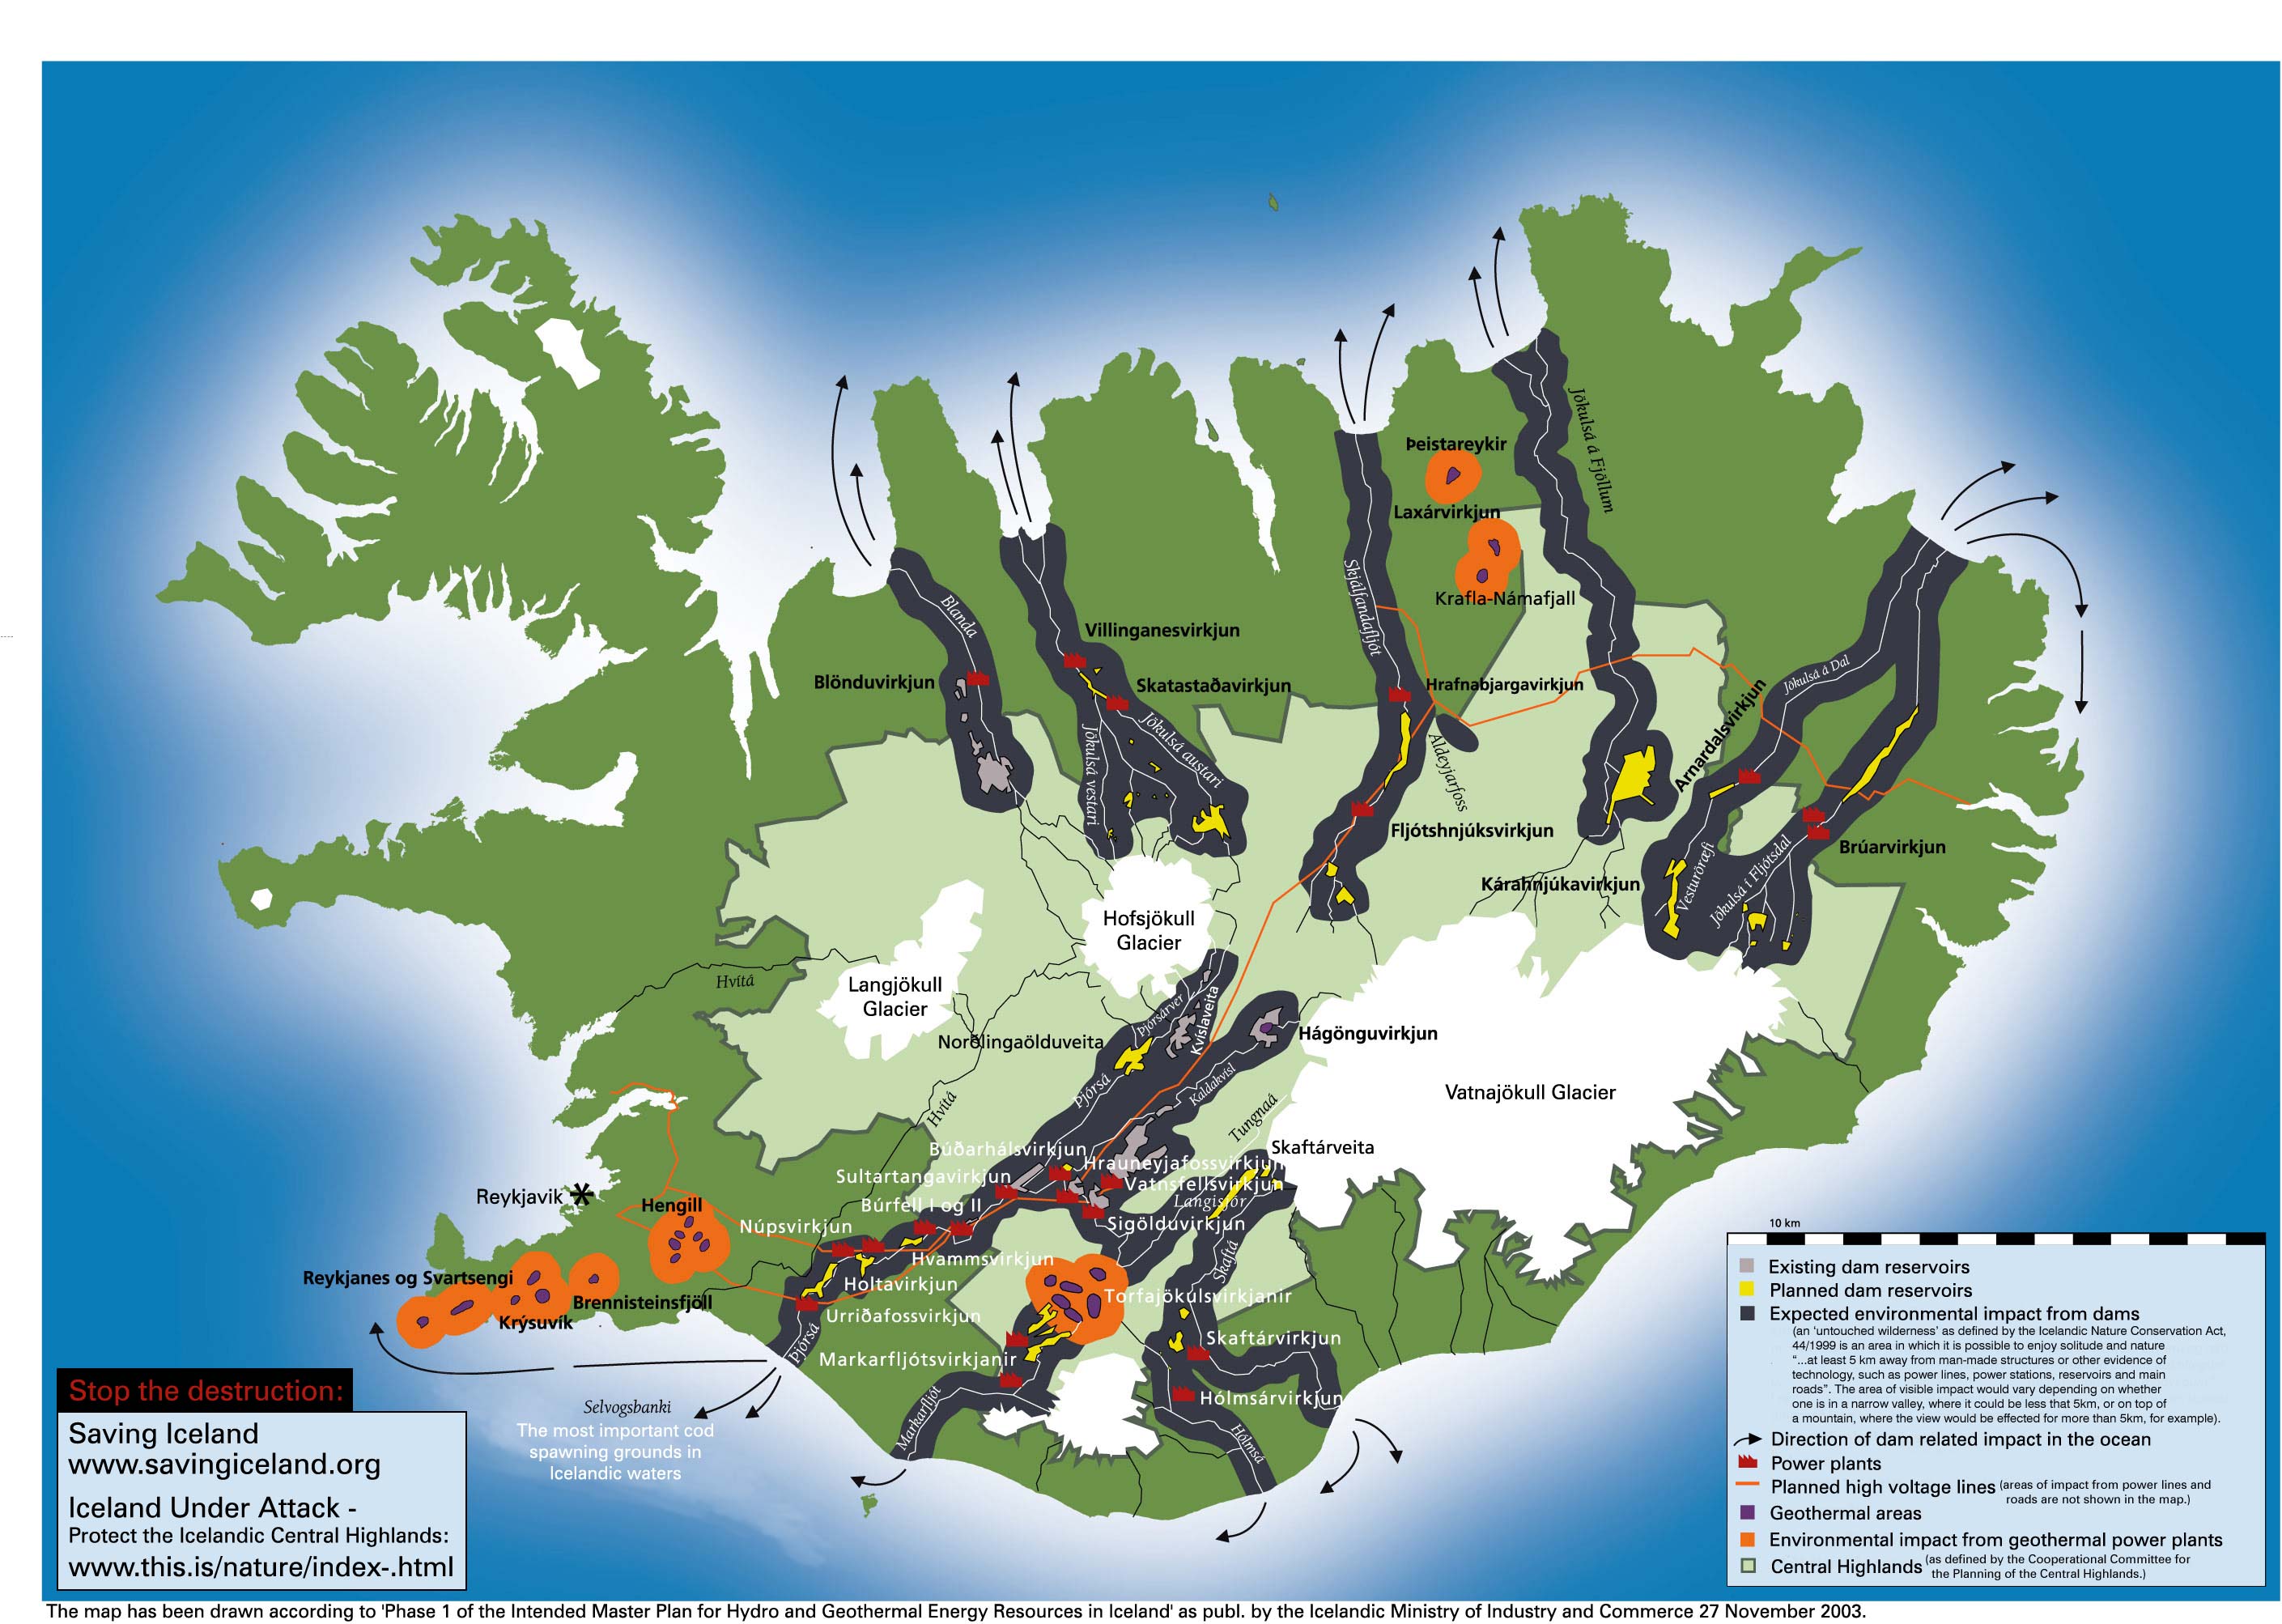 Þeistareykir
Laxárvirkjun
Krafla-Námafjall
Jökulsá á Fjöllum
Skjálfandafljót
Blanda
Villinganesvirkjun
Blönduvirkjun
Skatastaðavirkjun
Hrafnabjargavirkjun
Jökulsá á Dal
Jökulsá vestari
Jökulsá austari
Aldeyjarfoss
Arnardalsvirkjun
Fljótshnjúksvirkjun
Brúarvirkjun
Kárahnjúkavirkjun
Vesturöræfi
Jökulsá í Fljótsdal
Hofsjökull
Glacier
Hvítá
Langjökull
Glacier
Þjórsárver
Kvíslaveita
Norðlingaölduveita
Hágönguvirkjun
Þjórsá
Kaldakvísl
Vatnajökull Glacier
Hvítá
Tungnaá
Búðarhálsvirkjun
Skaftárveita
Hrauneyjafossvirkjun
Sultartangavirkjun
Vatnsfellsvirkjun
Langisjór
Reykjavik
Hengill
Búrfell I og II
Núpsvirkjun
Sigölduvirkjun
Skaftá
Hvammsvirkjun
Reykjanes og Svartsengi
Holtavirkjun
Brennisteinsfjöll
Torfajökulsvirkjanir
Krýsuvík
Urriðafossvirkjun
Þjórsá
Skaftárvirkjun
Markarfljótsvirkjanir
Hólmsárvirkjun
Markarfljót
Hólmsá
Selvogsbanki
The most important cod
spawning grounds in
Icelandic waters
Stop the destruction:
Saving Iceland
www.savingiceland.org
Iceland Under Attack -
Protect the Icelandic Central Highlands:
www.this.is/nature/index-.html
10 km
Existing dam reservoirs
Planned dam reservoirs
Expected environmental impact from dams
(an ‘untouched wilderness’ as defined by the Icelandic Nature Conservation Act,
44/1999 is an area in which it is possible to enjoy solitude and nature
“...at least 5 km away from man-made structures or other evidence of
technology, such as power lines, power stations, reservoirs and main
roads”. The area of visible impact would vary depending on whether
one is in a narrow valley, where it could be less that 5km, or on top of
a mountain, where the view would be effected for more than 5km, for example).
Direction of dam related impact in the ocean
Power plants
Planned high voltage lines (areas of impact from power lines and
roads are not shown in the map.)
Geothermal areas
Environmental impact from geothermal power plants
Central Highlands (as defined by the Cooperational Committee for
the Planning of the Central Highlands.)
The map has been drawn according to 'Phase 1 of the Intended Master Plan for Hydro and Geothermal Energy Resources in Iceland' as publ. by the Icelandic Ministry of Industry and Commerce 27 November 2003.